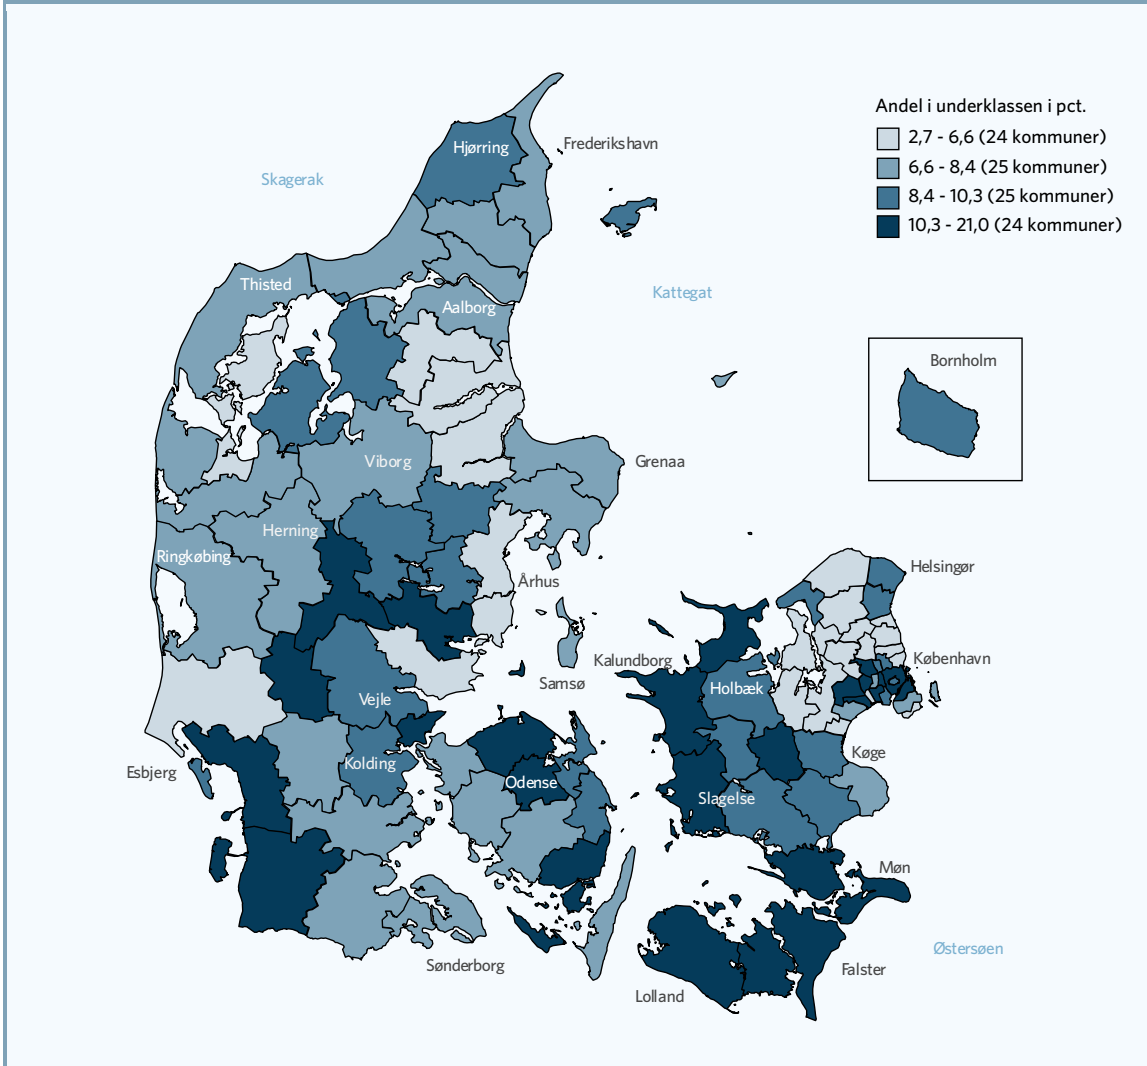 Andel i underklassen i pct.
2,7 - 6,6 (24 kommuner)
6,6 - 8,4 (25 kommuner)
8,4 - 10,3 (25 kommuner)
10,3 - 21,0 (24 kommuner)
Hjørring
Frederikshavn
Skagerak
Thisted
Kattegat
Aalborg
Bornholm
Viborg
Grenaa
Herning
Ringkøbing
Helsingør
Århus
København
Kalundborg
Samsø
Holbæk
Vejle
Køge
Esbjerg
Kolding
Odense
Slagelse
Møn
Østersøen
Sønderborg
Falster
Lolland